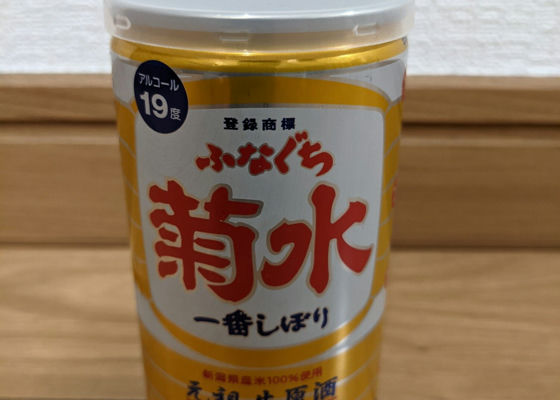 アルコール
19度
登録商標
ふなぐち
菊水
一番しぼり
新潟県産米100%使用
元祖生原酒